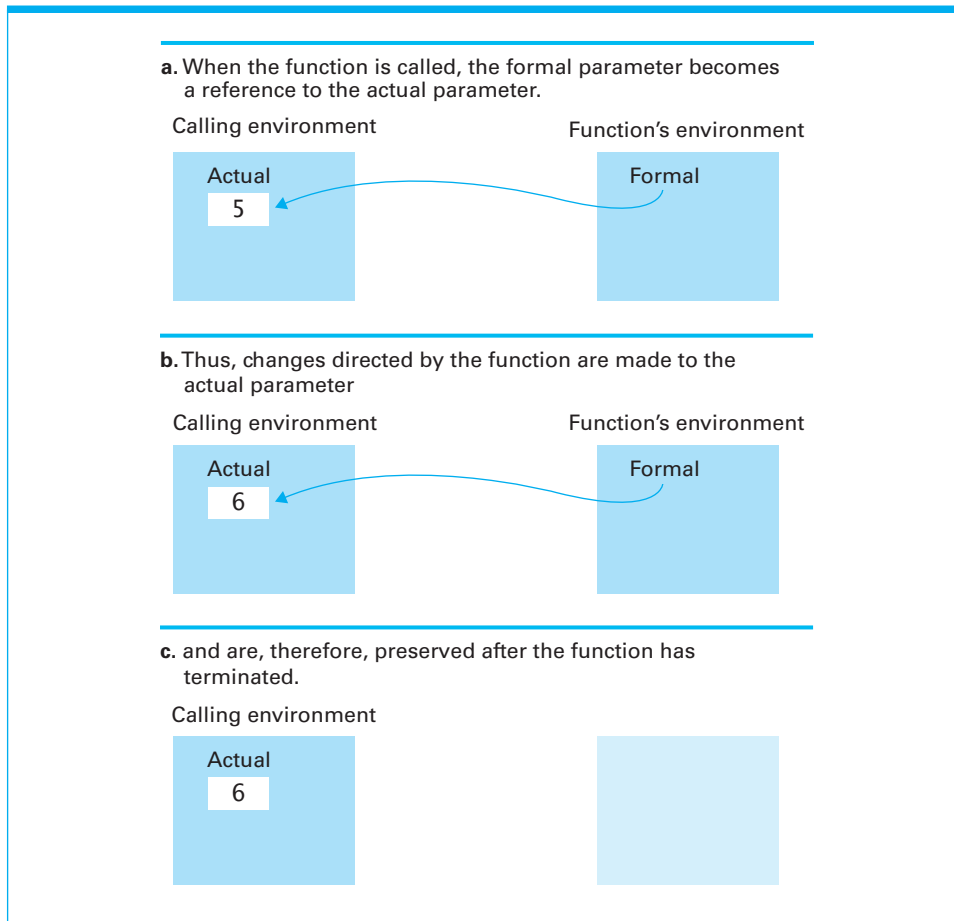 a. When the function is called, the formal parameter becomes
a reference to the actual parameter.
Calling environment
Function’s environment
Actual
Formal
5
b. Thus, changes directed by the function are made to the
actual parameter
Calling environment
Function’s environment
Actual
Formal
6
c. and are, therefore, preserved after the function has
terminated.
Calling environment
Actual
6